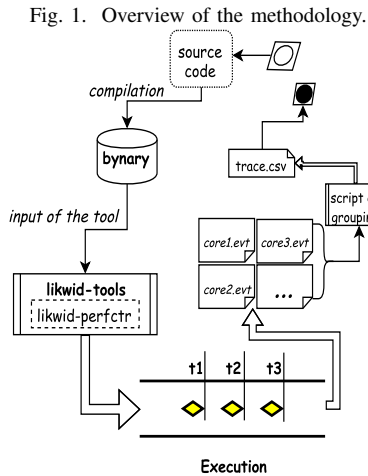 Fig. 1. Overview of the methodology.
source
code
compilation
bynary
trace.csv
input of the tool
script
grouping
core1.evt
core3.evt
core2.evt
...
likwid-tools
likwid-perfctr
t1 t2 t3
Execution